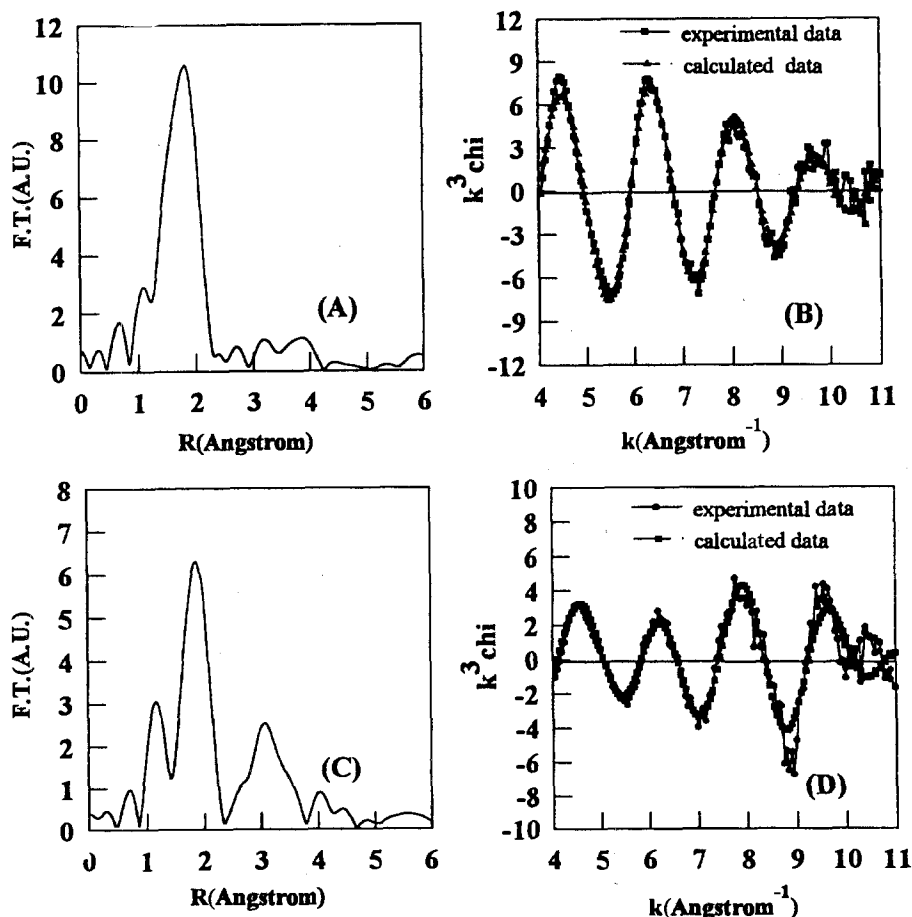 12
10
8
6
4
2
0
F.T.(A.U.)
(A)
0 1 2 3 4 5 6
R(Angstrom)
12
9
6
3
0
-3
-6
-9
-12
k³ chi
experimental data
calculated data
(B)
4 5 6 7 8 9 10 11
k(Angstrom⁻¹)
8
7
6
5
4
3
2
1
0
F.T.(A.U.)
(C)
0 1 2 3 4 5 6
R(Angstrom)
10
8
6
4
2
0
-2
-4
-6
-8
-10
k³ chi
experimental data
calculated data
(D)
4 5 6 7 8 9 10 11
k(Angstrom⁻¹)